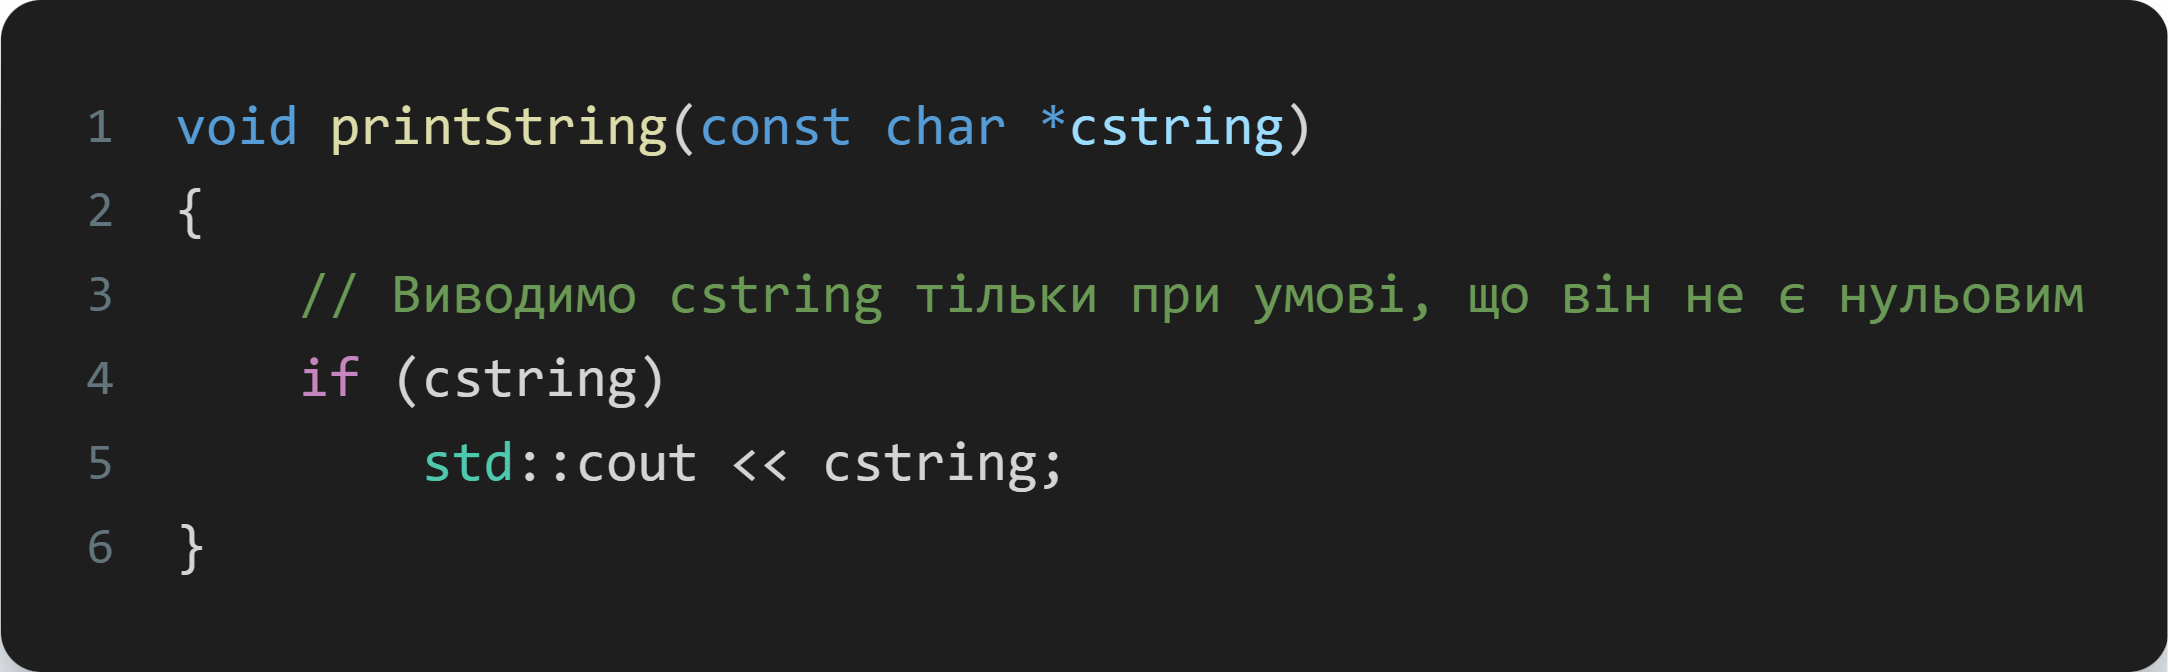 1 void printString(const char *cstring)
2 {
3     // Виводимо cstring тільки при умові, що він не є нульовим
4     if (cstring)
5         std::cout << cstring;
6 }